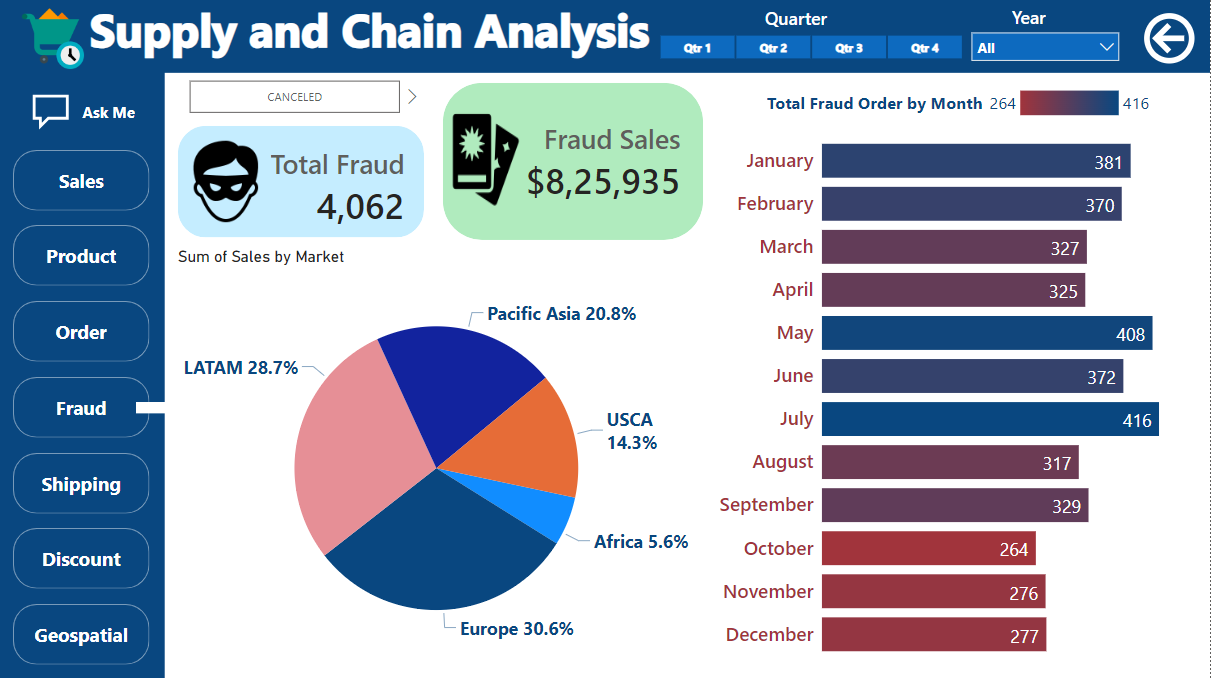 Supply and Chain Analysis
Quarter
Qtr 1
Qtr 2
Qtr 3
Qtr 4
Year
All
Ask Me
Sales
Product
Order
Fraud
Shipping
Discount
Geospatial
CANCELED
Total Fraud
4,062
Fraud Sales
$8,25,935
Sum of Sales by Market
Pacific Asia 20.8%
LATAM 28.7%
USCA
14.3%
Africa 5.6%
Europe 30.6%
Total Fraud Order by Month 264 416
January 381
February 370
March 327
April 325
May 408
June 372
July 416
August 317
September 329
October 264
November 276
December 277